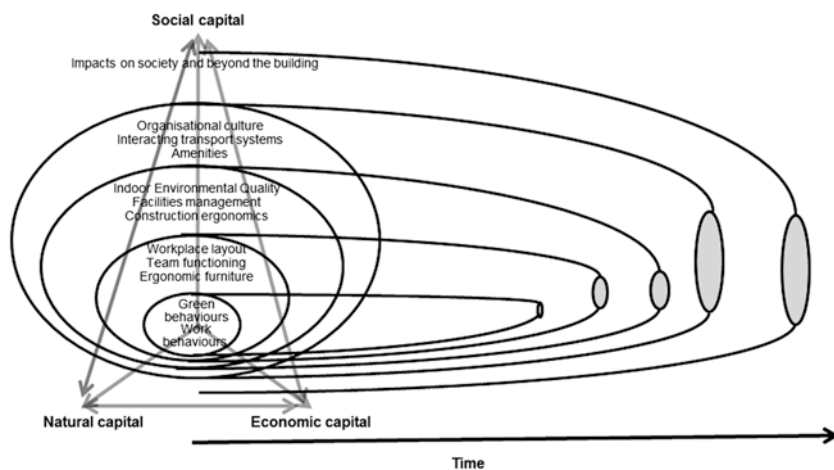 Social capital
Impacts on society and beyond the building
Organisational culture
Interacting transport systems
Amenities
Indoor Environmental Quality
Facilities management
Construction ergonomics
Workplace layout
Team functioning
Ergonomic furniture
Green
behaviours
Work
behaviours
Natural capital
Economic capital
Time